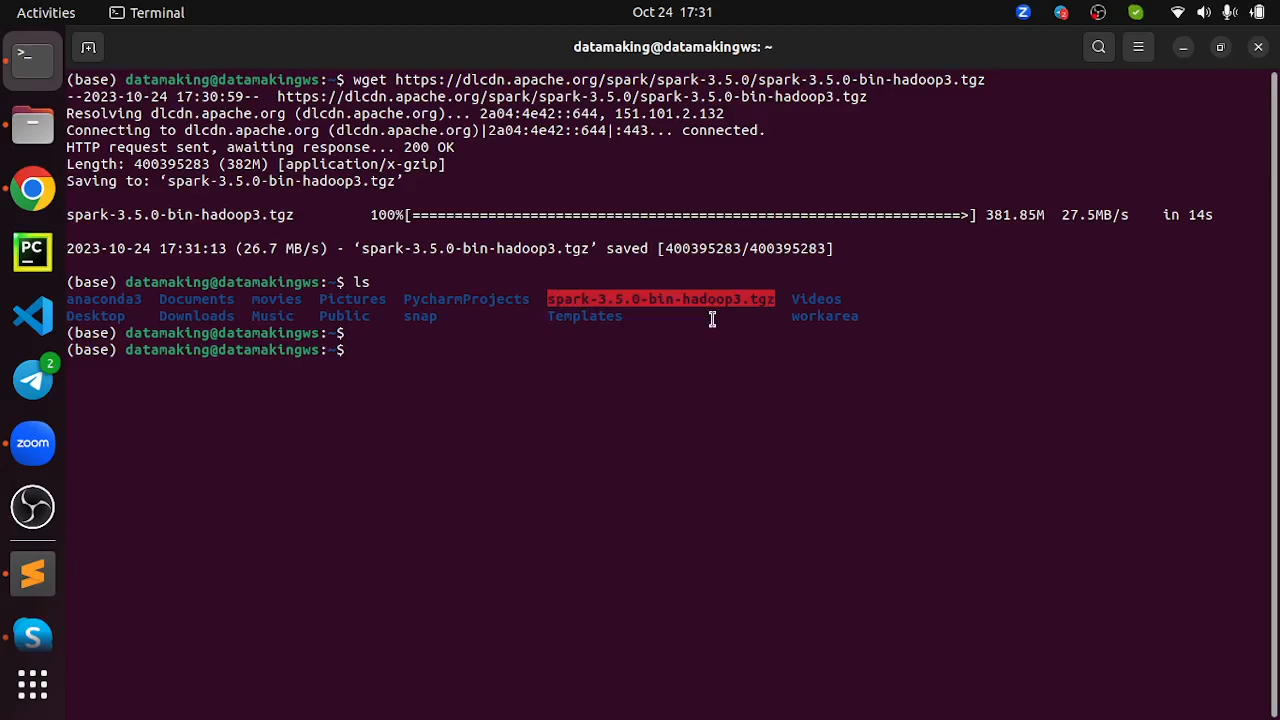 Activities Terminal Oct 24 17:31
datamaking@datamakingws: ~
(base) datamaking@datamakingws:~$ wget https://dlcdn.apache.org/spark/spark-3.5.0/spark-3.5.0-bin-hadoop3.tgz
--2023-10-24 17:30:59-- https://dlcdn.apache.org/spark/spark-3.5.0/spark-3.5.0-bin-hadoop3.tgz
Resolving dlcdn.apache.org (dlcdn.apache.org)... 2a04:4e42::644, 151.101.2.132
Connecting to dlcdn.apache.org (dlcdn.apache.org)|2a04:4e42::644|:443... connected.
HTTP request sent, awaiting response... 200 OK
Length: 400395283 (382M) [application/x-gzip]
Saving to: ‘spark-3.5.0-bin-hadoop3.tgz’
spark-3.5.0-bin-hadoop3.tgz 100%[=================================================================>] 381.85M 27.5MB/s in 14s
2023-10-24 17:31:13 (26.7 MB/s) - ‘spark-3.5.0-bin-hadoop3.tgz’ saved [400395283/400395283]
(base) datamaking@datamakingws:~$ ls
anaconda3 Documents movies Pictures PycharmProjects spark-3.5.0-bin-hadoop3.tgz Videos
Desktop Downloads Music Public snap Templates workarea
(base) datamaking@datamakingws:~$
(base) datamaking@datamakingws:~$
PC
2
zoom
S